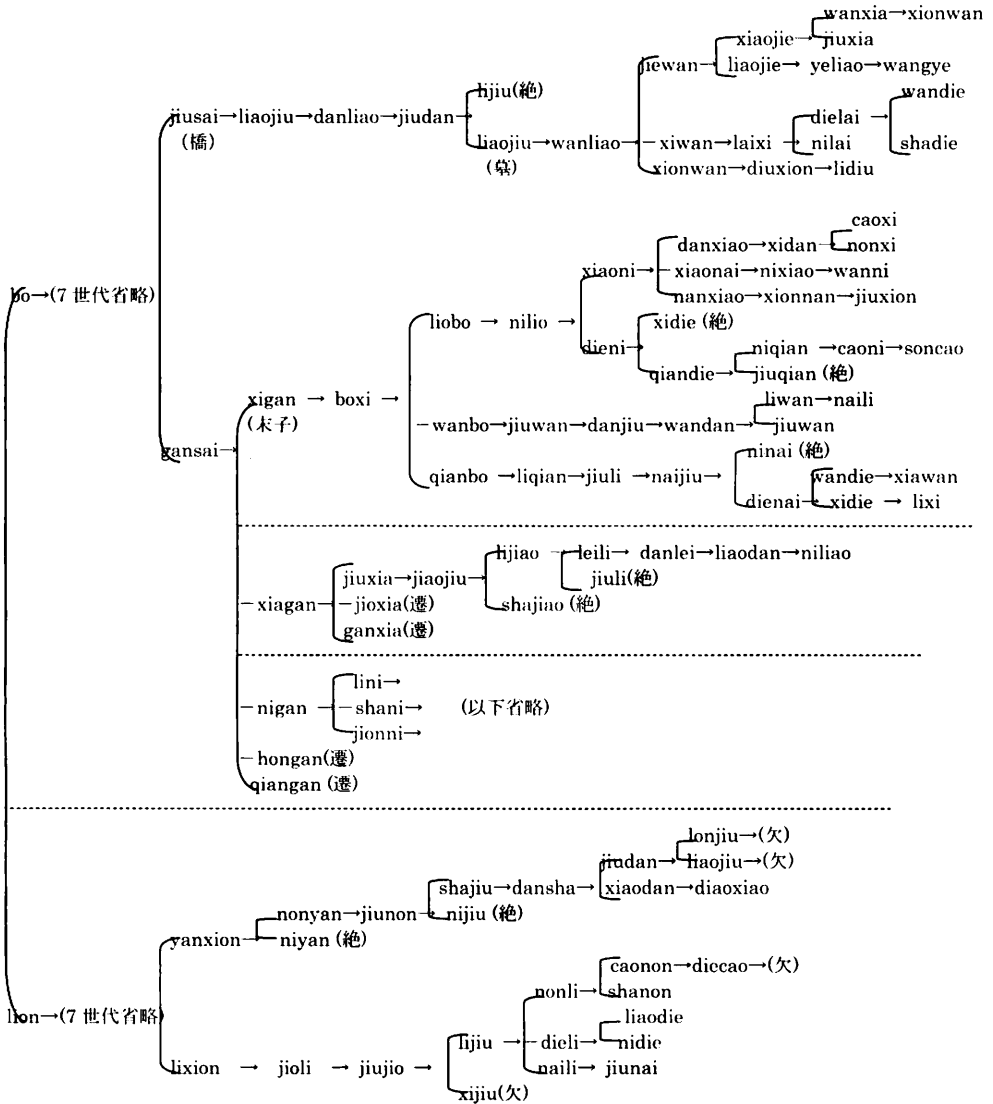 wanxia→xionwan
xiaojie→jiuxia
jiewan→liaojie→ yeliao→wangye
lijiu(絶) wandie
jiusai→liaojiu→danliao→jiudan→ dielai→
(橋) liaojiu→wanliao→xiwan→laixi→nilai shadie
(墓) xionwan→diuxion→lidiu
caoxi
danxiao→xidan→nonxi
xiaoni→xiaonai→nixiao→wanni
bo→(7世代省略) nanxiao→xionnan→jiuxion
liobo → nilio → xidie (絶)
dieni→ niqian →caoni→soncao
qiandie→jiuqian (絶)
xigan → boxi → liwan→naili
(末子) wanbo→jiuwan→danjiu→wandan→jiuwan
gansai→ ninai (絶)
qianbo →liqian→jiuli →naijiu→ wandie→xiawan
dienai→xidie → lixi
lijiao →leili→ danlei→liaodan→niliao
jiuxia→jiaojiu→ jiuli(絶)
xiagan→jioxia(遷) shajiao (絶)
ganxia(遷)
lini→
nigan →shani→ (以下省略)
jionni→
hongan(遷)
qiangan (遷)
lonjiu→(欠)
jiudan→liaojiu→(欠)
shajiu→dansha→xiaodan→diaoxiao
nonyan→jiunon→nijiu (絶)
yanxion→niyan (絶)
caonon→diecao→(欠)
nonli→shanon
lion→(7世代省略) liaodie
lijiu →dieli→nidie
lixion → jioli →jiujio → naili→ jiunai
xijiu(欠)